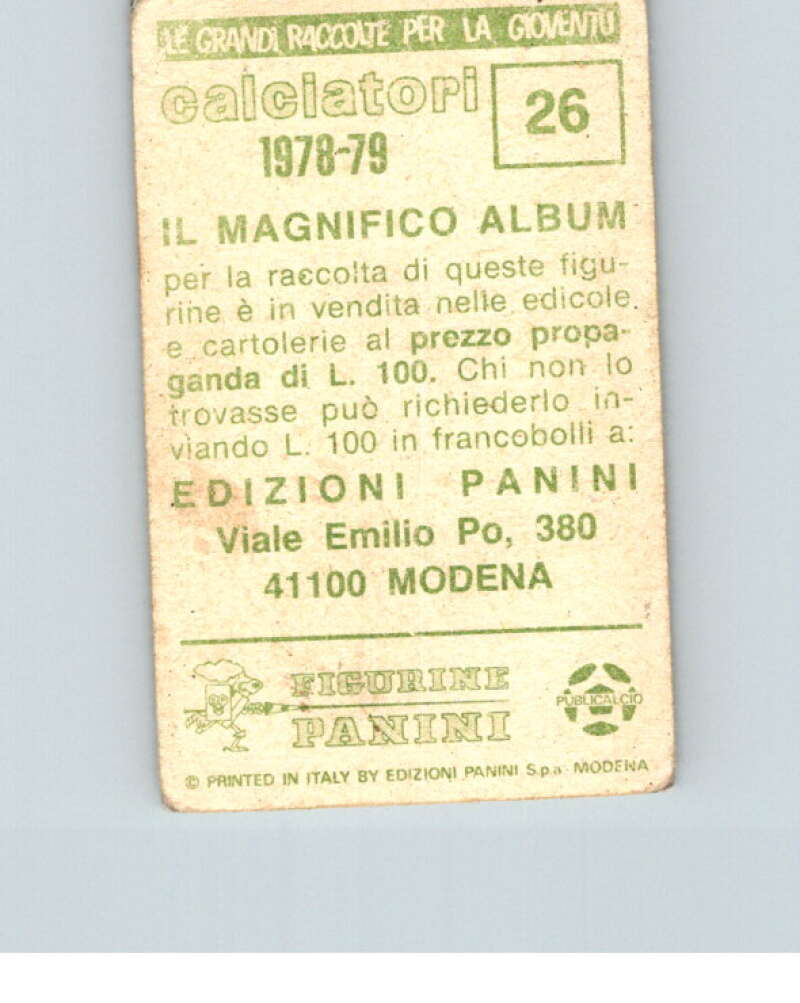 LE GRANDI RACCOLTE PER LA GIOVENTÙ
calciatori
26
1978-79
IL MAGNIFICO ALBUM
per la raccolta di queste figu-
rine è in vendita nelle edicole
e cartolerie al prezzo propa-
ganda di L. 100. Chi non lo
trovasse può richiederlo in-
viando L. 100 in francobolli a:
EDIZIONI PANINI
Viale Emilio Po, 380
41100 MODENA
FIGURINE
PANINI
PUBLICALCIO
© PRINTED IN ITALY BY EDIZIONI PANINI S.p.a. MODENA